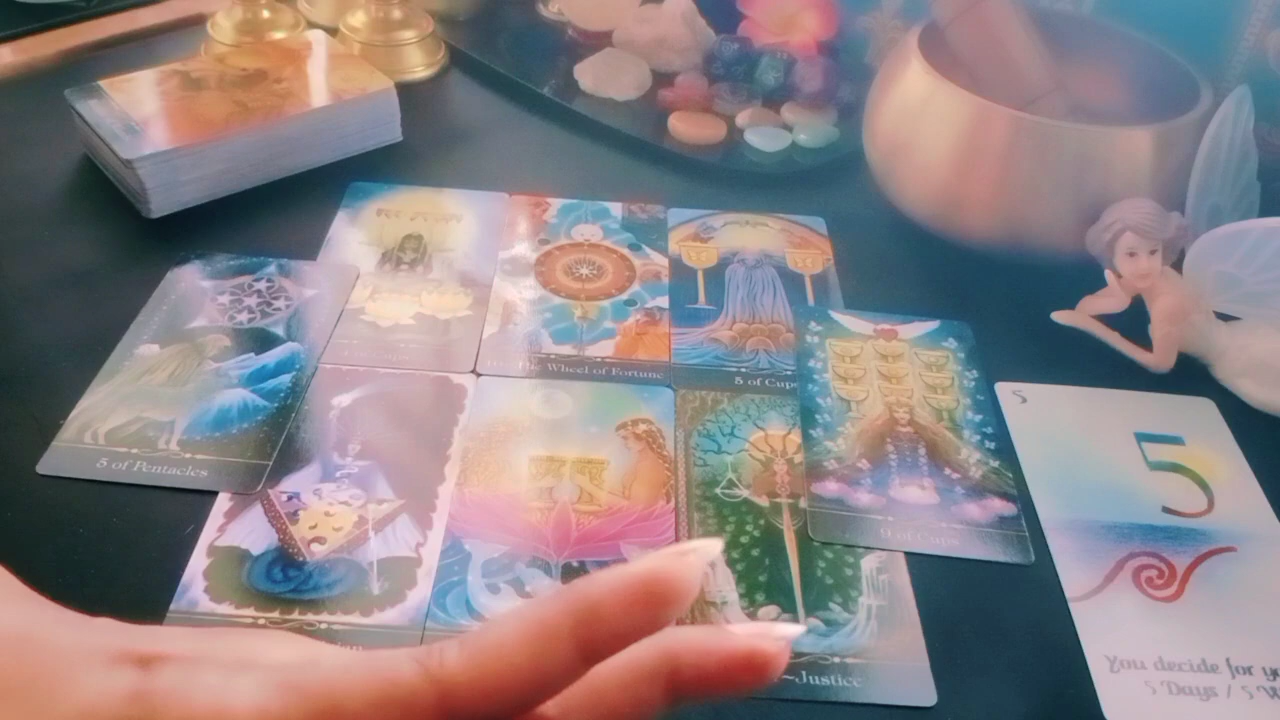 The Wheel of Fortune
5 of Cups
5 of Pentacles
9 of Cups
~Justice
5
5
You decide for
5 Days / 5